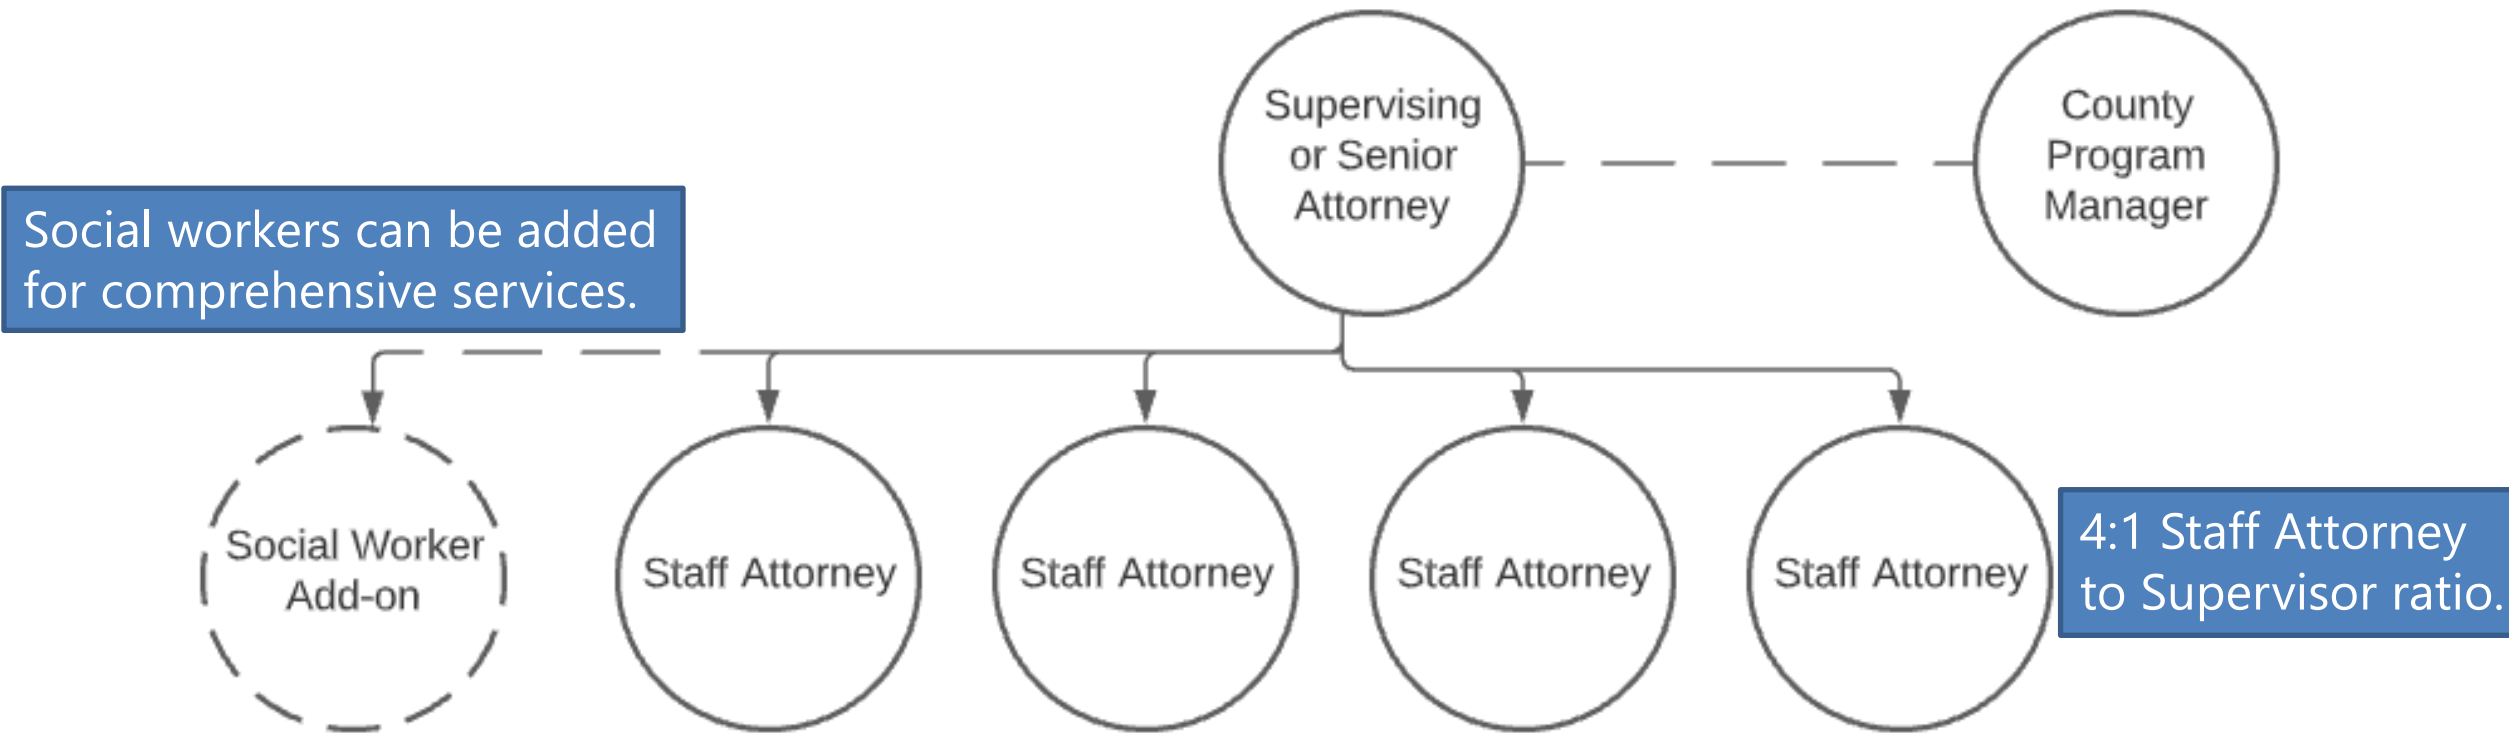 Supervising
or Senior
Attorney
County
Program
Manager
Social workers can be added
for comprehensive services.
Social Worker
Add-on
Staff Attorney
Staff Attorney
Staff Attorney
Staff Attorney
4:1 Staff Attorney
to Supervisor ratio.